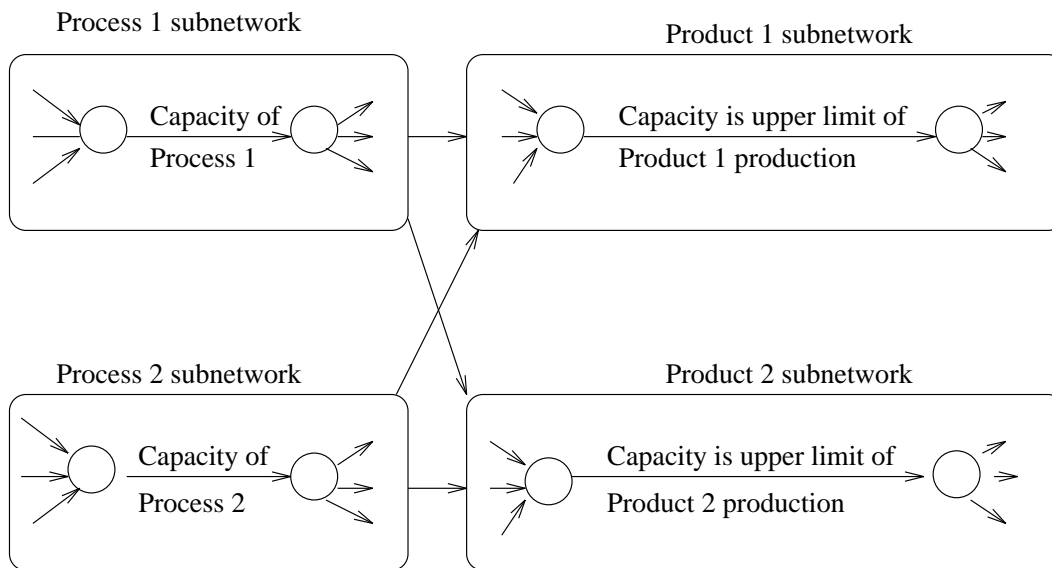 Process 1 subnetwork
Product 1 subnetwork
Capacity of
Process 1
Capacity is upper limit of
Product 1 production
Process 2 subnetwork
Product 2 subnetwork
Capacity of
Process 2
Capacity is upper limit of
Product 2 production